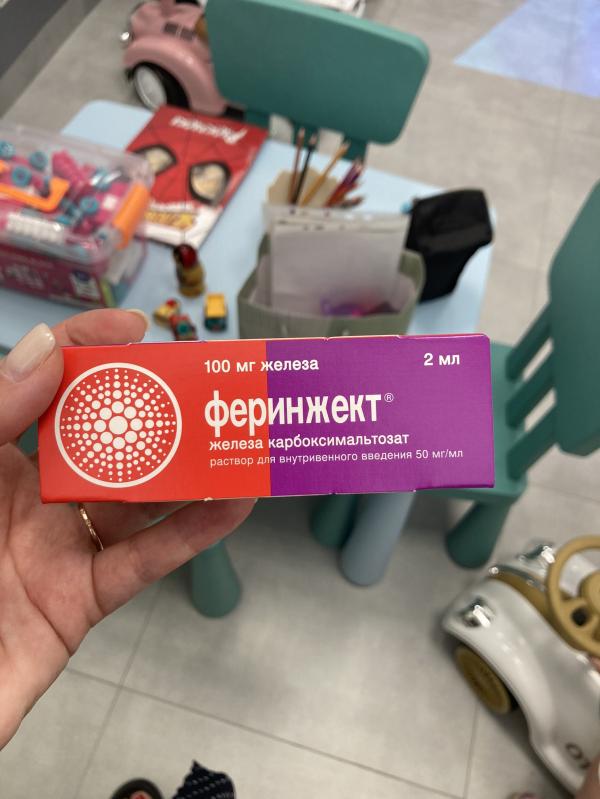 100 мг железа
2 мл
феринжект®
железа карбоксимальтозат
раствор для внутривенного введения 50 мг/мл